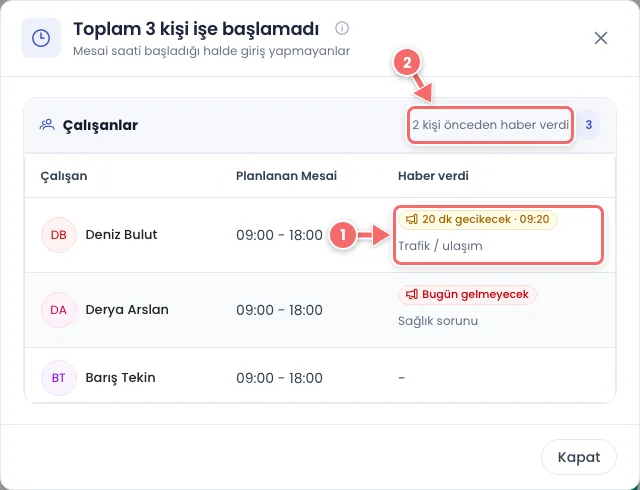 Toplam 3 kişi işe başlamadı
Mesai saati başladığı halde giriş yapmayanlar
2
Çalışanlar
2 kişi önceden haber verdi
3
Çalışan
Planlanan Mesai
Haber verdi
DB
Deniz Bulut
09:00 - 18:00
1
20 dk gecikecek · 09:20
Trafik / ulaşım
DA
Derya Arslan
09:00 - 18:00
Bugün gelmeyecek
Sağlık sorunu
BT
Barış Tekin
09:00 - 18:00
-
Kapat